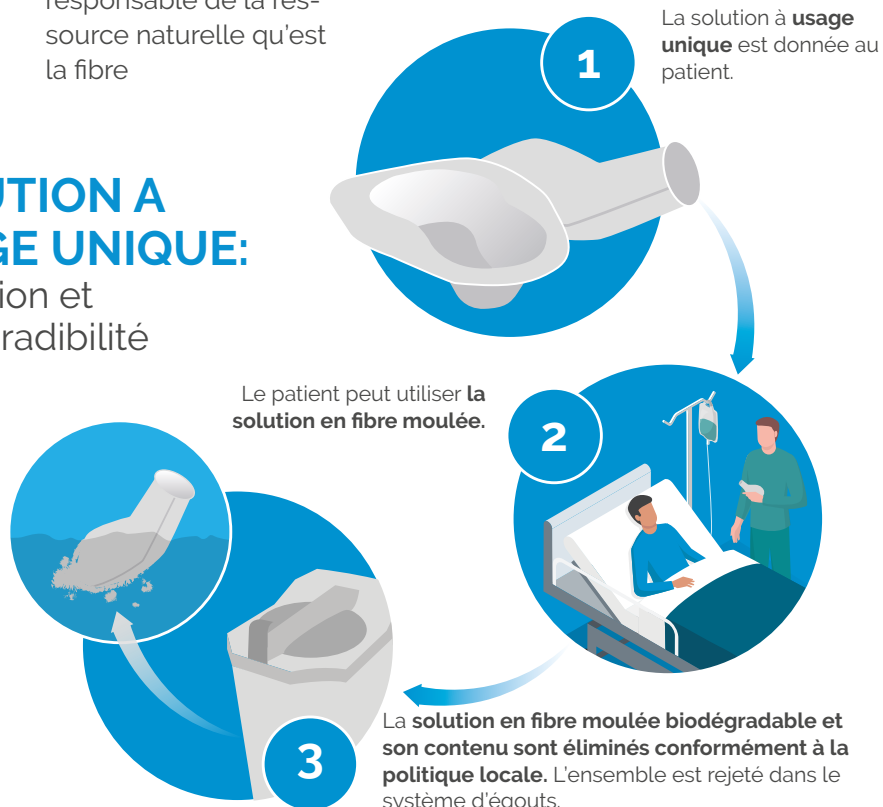 responsable de la res-
source naturelle qu'est
la fibre
1
La solution à usage
unique est donnée au
patient.
UTION A
GE UNIQUE:
ion et
radibilité
Le patient peut utiliser la
solution en fibre moulée.
2
3
La solution en fibre moulée biodégradable et
son contenu sont éliminés conformément à la
politique locale. L'ensemble est rejeté dans le
système d'égouts.